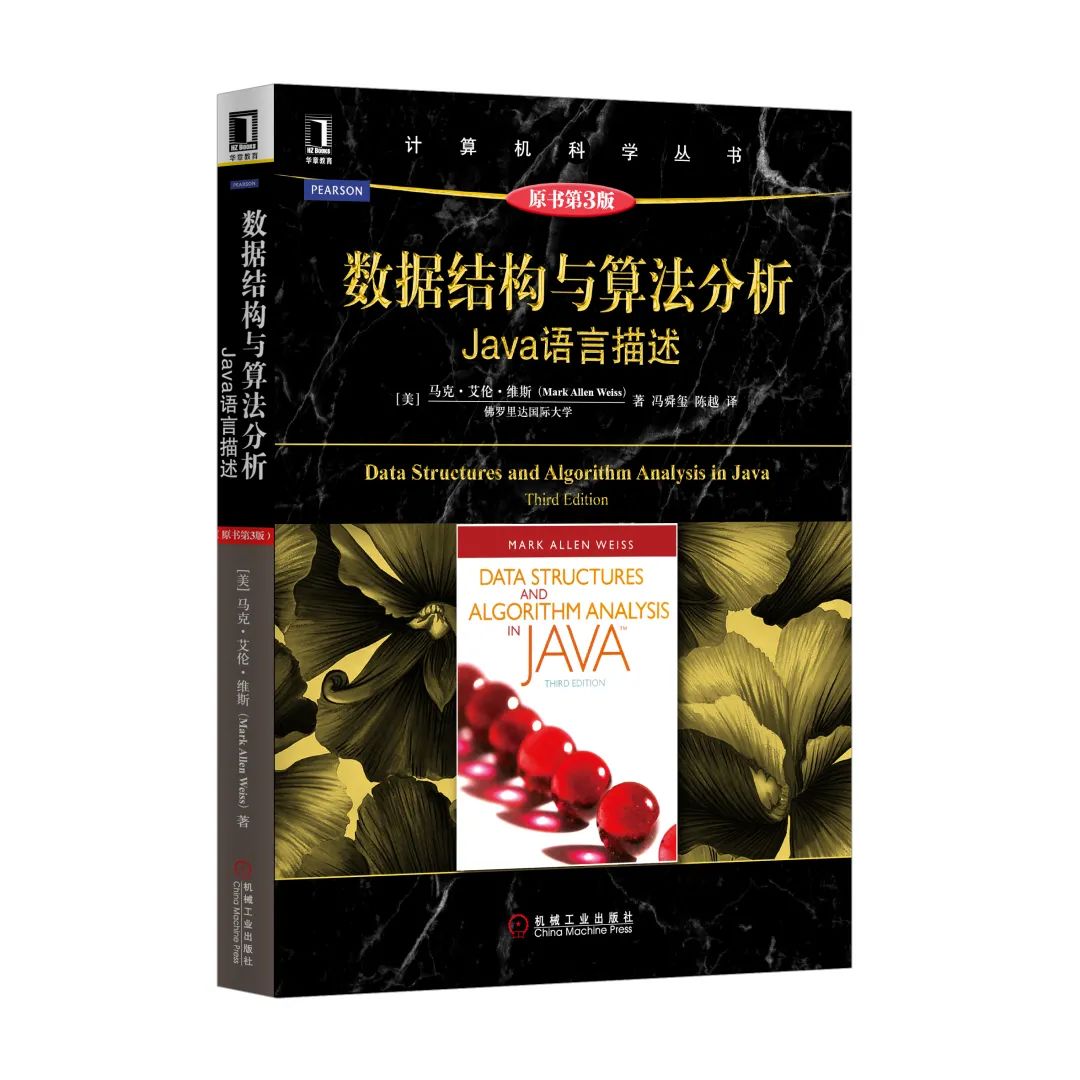 HZ BOOKS
华章教育
PEARSON
数据结构与算法分析
Java语言描述
（原书第3版）
[美] 马克·艾伦·维斯（Mark Allen Weiss）著
机械工业出版社
China Machine Press
HZ BOOKS
华章教育
计算机科学丛书
PEARSON
原书第3版
数据结构与算法分析
Java语言描述
[美] 马克·艾伦·维斯（Mark Allen Weiss） 著 冯舜玺 陈越 译
佛罗里达国际大学
Data Structures and Algorithm Analysis in Java
Third Edition
MARK ALLEN WEISS
DATA STRUCTURES
AND
ALGORITHM ANALYSIS
IN JAVA™
THIRD EDITION
机械工业出版社
China Machine Press